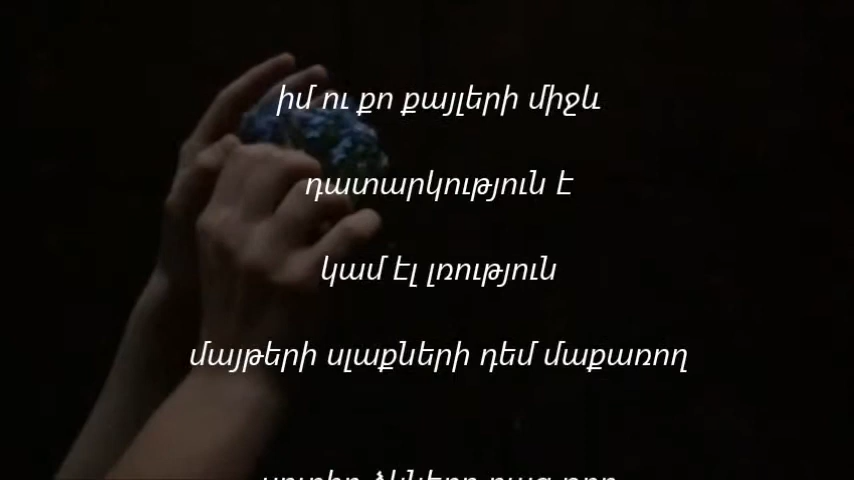 իմ ու քո քայլերի միջև
դատարկություն է
կամ էլ լռություն
մայթերի սլաքների դեմ մաքառող